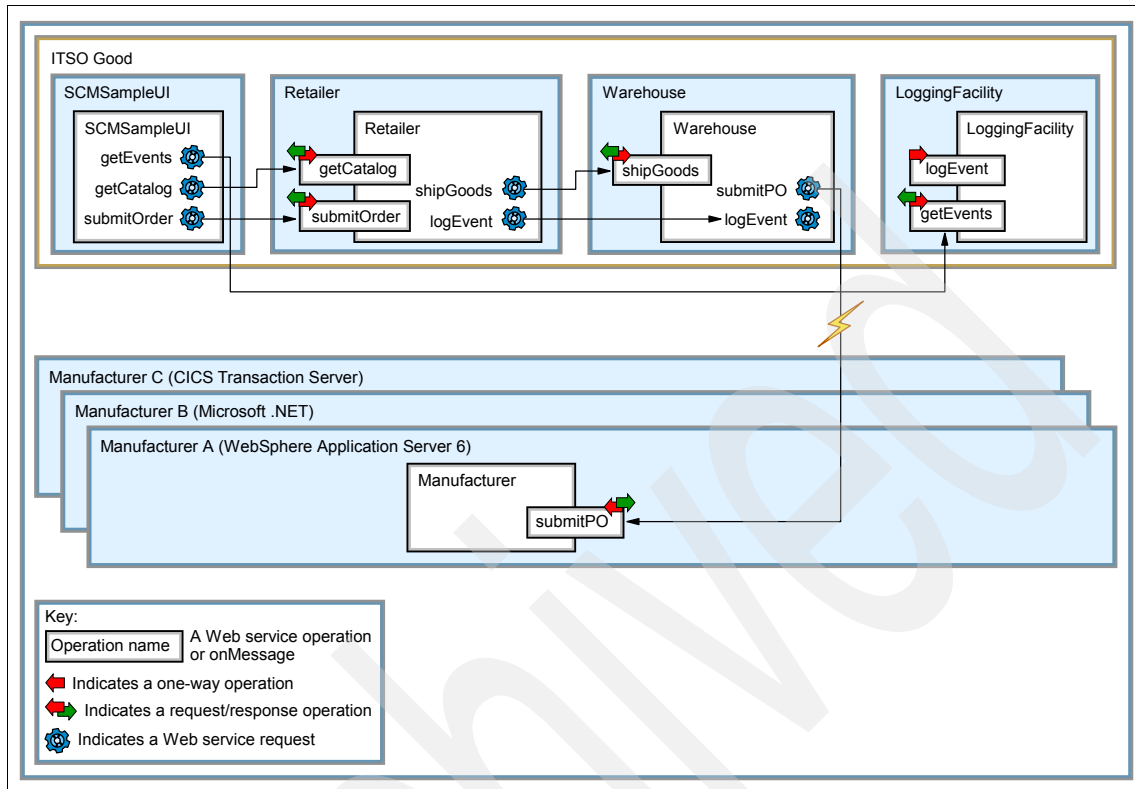 ITSO Good
SCMSampleUI
SCMSampleUI
getEvents
getCatalog
submitOrder
Retailer
Retailer
getCatalog
submitOrder
shipGoods
logEvent
Warehouse
Warehouse
shipGoods
submitPO
logEvent
LoggingFacility
LoggingFacility
logEvent
getEvents
Manufacturer C (CICS Transaction Server)
Manufacturer B (Microsoft .NET)
Manufacturer A (WebSphere Application Server 6)
Manufacturer
submitPO
Key:
Operation name
A Web service operation
or onMessage
Indicates a one-way operation
Indicates a request/response operation
Indicates a Web service request